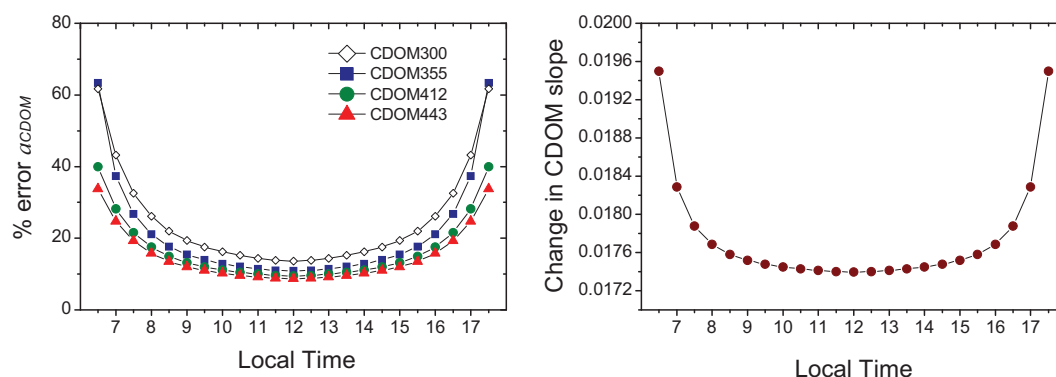 80
60
40
20
0
% error aCDOM
CDOM300
CDOM355
CDOM412
CDOM443
7 8 9 10 11 12 13 14 15 16 17
Local Time
0.0200
0.0196
0.0192
0.0188
0.0184
0.0180
0.0176
0.0172
Change in CDOM slope
7 8 9 10 11 12 13 14 15 16 17
Local Time